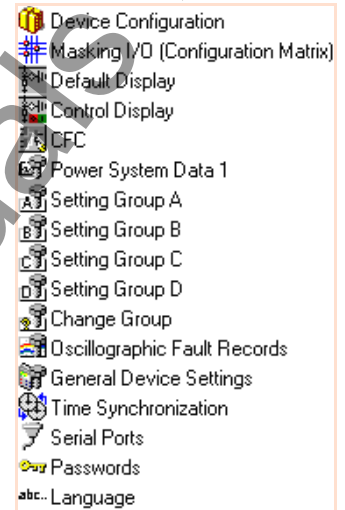 Device Configuration
Masking I/O (Configuration Matrix)
Default Display
Control Display
CFC
Power System Data 1
A Setting Group A
B Setting Group B
C Setting Group C
D Setting Group D
Change Group
Oscillographic Fault Records
General Device Settings
Time Synchronization
Serial Ports
Passwords
abc.. Language